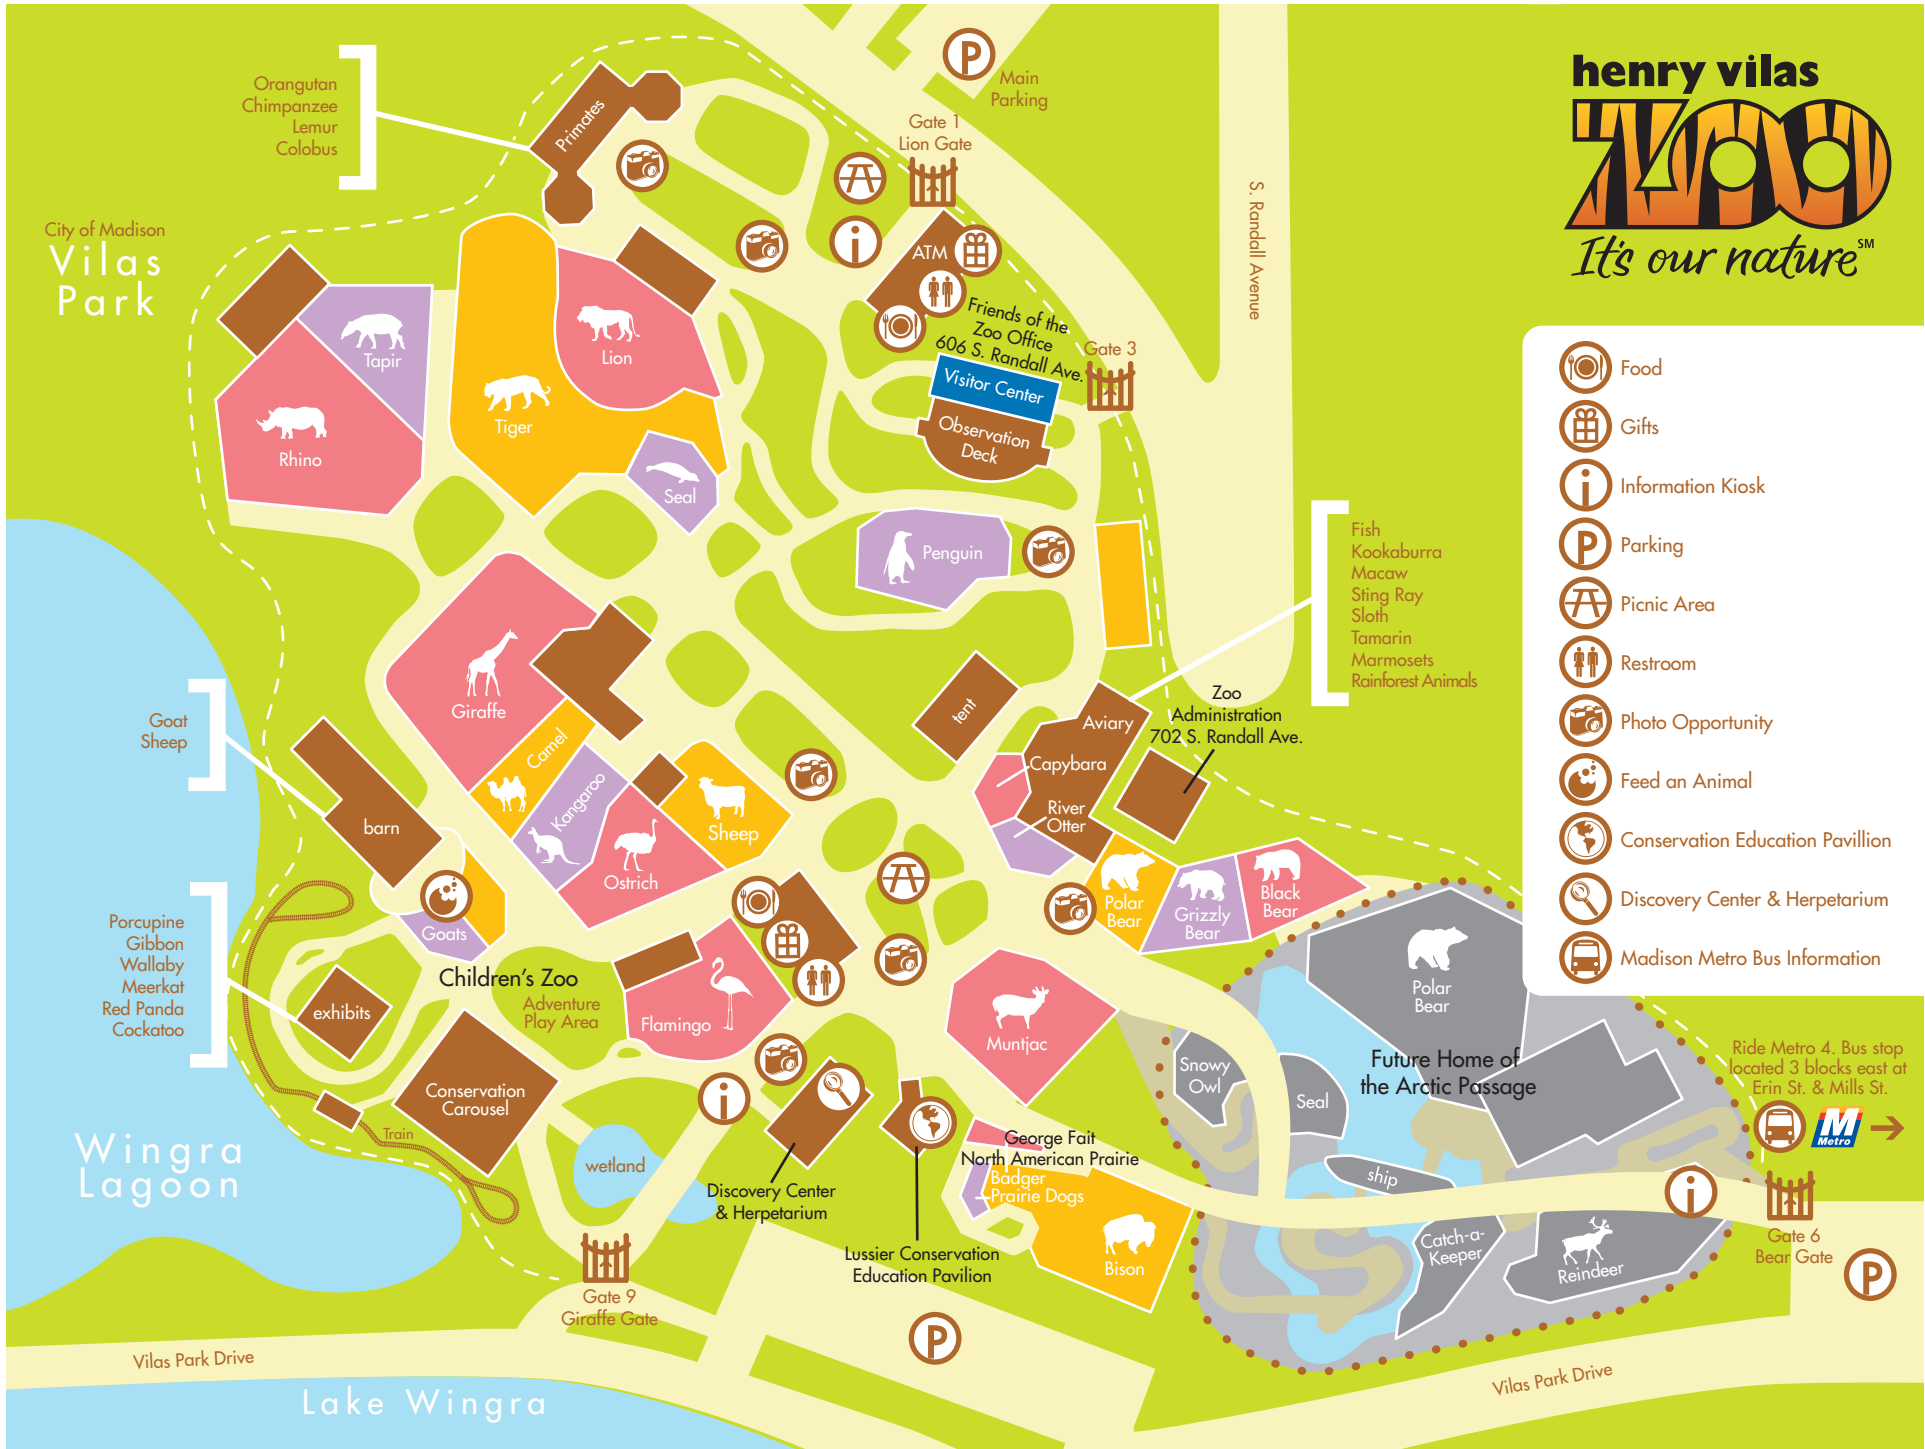 henry vilas
ZOO
It's our nature℠
P
Main
Parking
Gate 1
Lion Gate
Orangutan
Chimpanzee
Lemur
Colobus
Primates
City of Madison
Vilas
Park
S. Randall Avenue
i
ATM
Friends of the
Zoo Office
606 S. Randall Ave.
Gate 3
Visitor Center
Observation
Deck
Tapir
Lion
Tiger
Rhino
Seal
Penguin
Food
Gifts
i
Information Kiosk
P
Parking
Picnic Area
Restroom
Photo Opportunity
Feed an Animal
Conservation Education Pavillion
Discovery Center & Herpetarium
Madison Metro Bus Information
Fish
Kookaburra
Macaw
Sting Ray
Sloth
Tamarin
Marmosets
Rainforest Animals
Giraffe
Camel
Kangaroo
Ostrich
Sheep
tent
Aviary
Capybara
River
Otter
Zoo
Administration
702 S. Randall Ave.
Goat
Sheep
barn
Goats
Polar
Bear
Grizzly
Bear
Black
Bear
Porcupine
Gibbon
Wallaby
Meerkat
Red Panda
Cockatoo
exhibits
Children's Zoo
Adventure
Play Area
Flamingo
Muntjac
Polar
Bear
Snowy
Owl
Seal
Future Home of
the Arctic Passage
Ride Metro 4. Bus stop
located 3 blocks east at
Erin St. & Mills St.
M
Metro
Conservation
Carousel
Train
i
wetland
Wingra
Lagoon
Discovery Center
& Herpetarium
Lussier Conservation
Education Pavilion
George Fait
North American Prairie
Badger
Prairie Dogs
Bison
ship
Catch-a-
Keeper
Reindeer
i
Gate 6
Bear Gate
P
Gate 9
Giraffe Gate
P
Vilas Park Drive
Vilas Park Drive
Lake Wingra